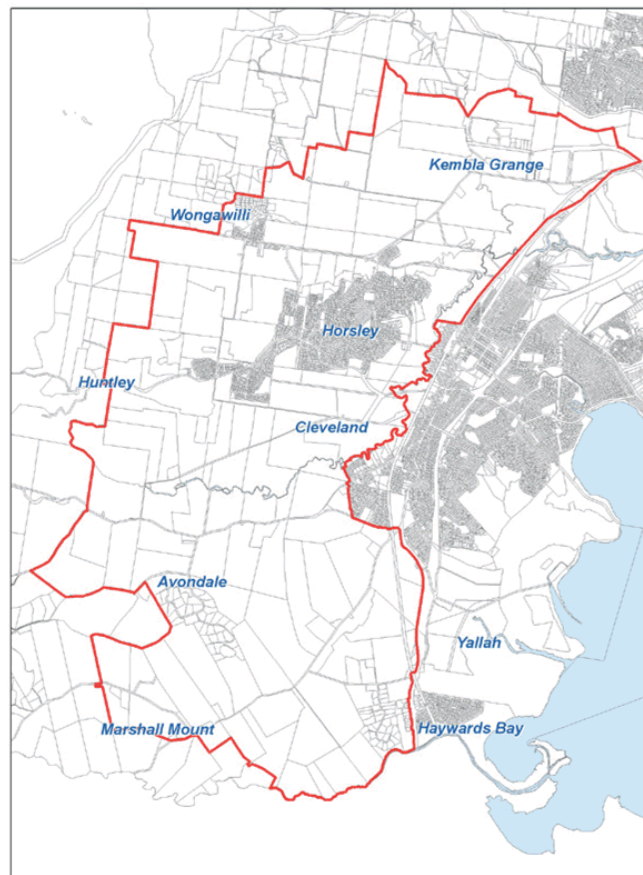 Kembla Grange
Wongawilli
Horsley
Huntley
Cleveland
Avondale
Yallah
Marshall Mount
Haywards Bay